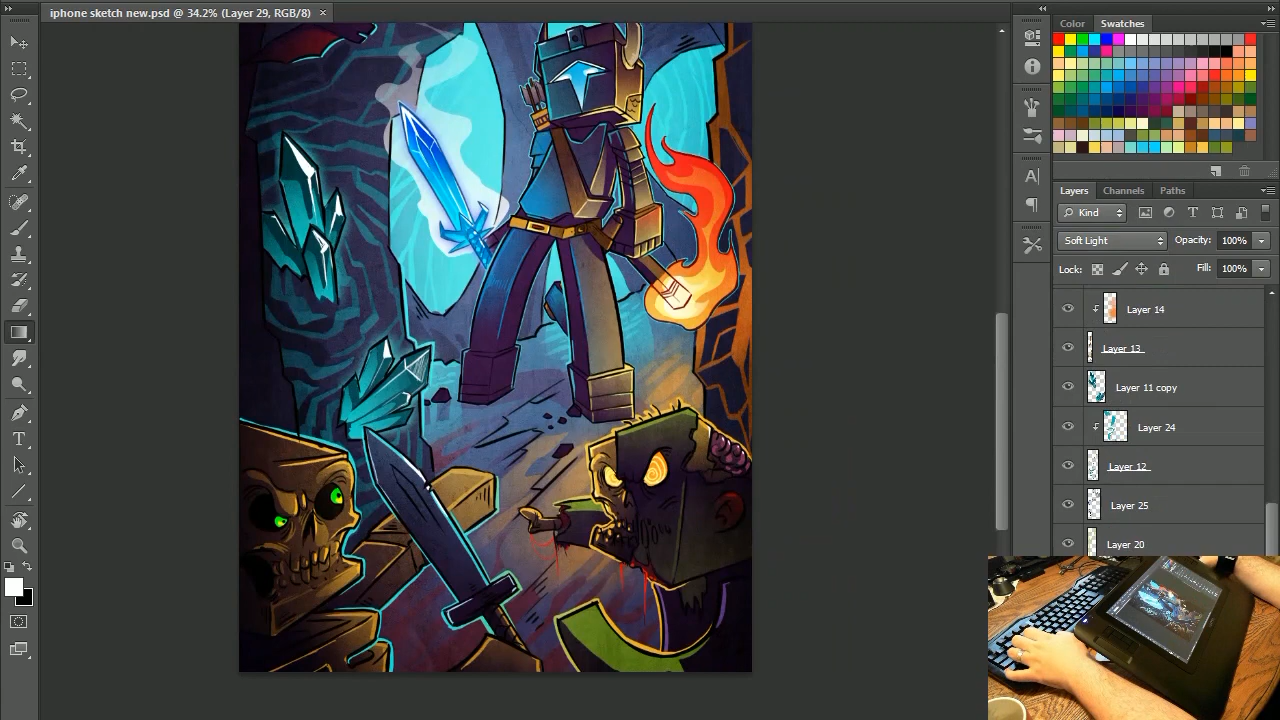 iphone sketch new.psd @ 34.2% (Layer 29, RGB/8) ×
Color Swatches
Layers Channels Paths
Kind
Soft Light Opacity: 100%
Lock: Fill: 100%
Layer 14
Layer 13
Layer 11 copy
Layer 24
Layer 12
Layer 25
Layer 20